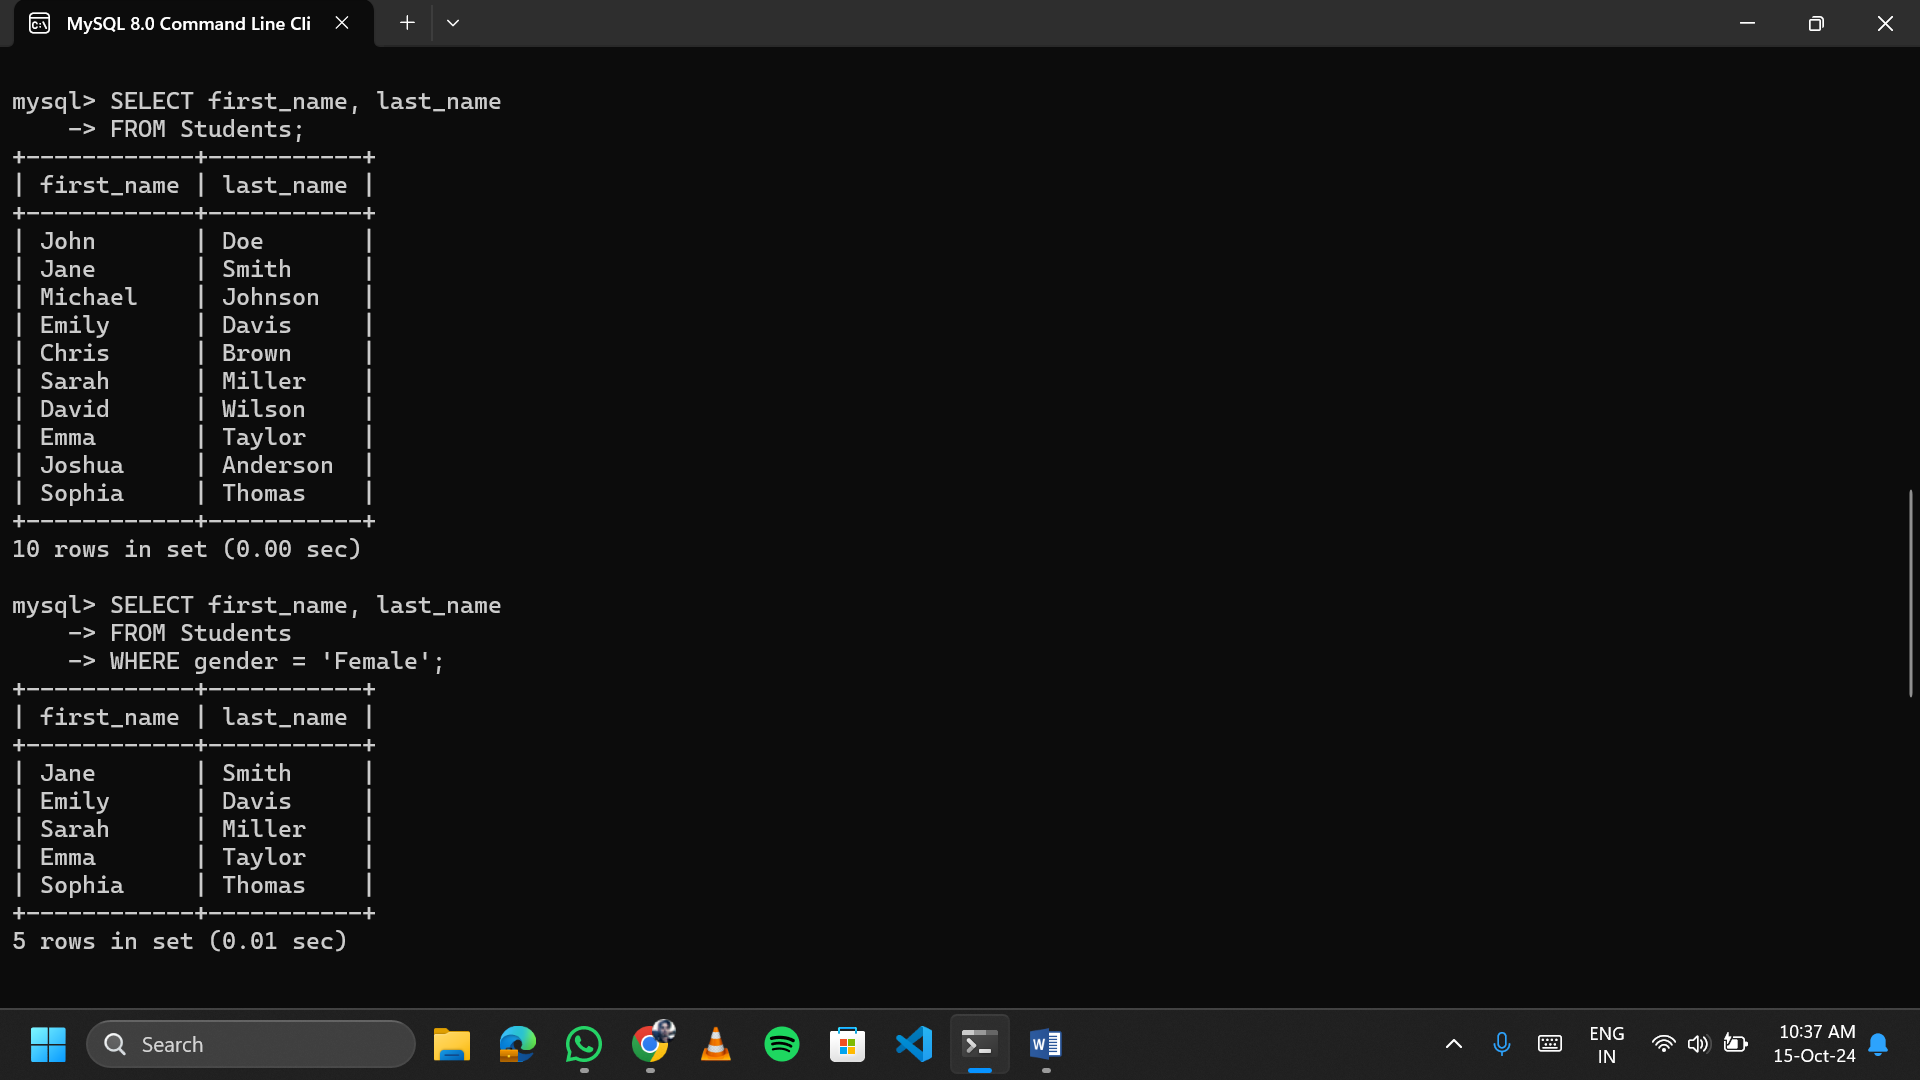 MySQL 8.0 Command Line Cli
mysql> SELECT first_name, last_name
    -> FROM Students;
+------------+-----------+
| first_name | last_name |
+------------+-----------+
| John       | Doe       |
| Jane       | Smith     |
| Michael    | Johnson   |
| Emily      | Davis     |
| Chris      | Brown     |
| Sarah      | Miller    |
| David      | Wilson    |
| Emma       | Taylor    |
| Joshua     | Anderson  |
| Sophia     | Thomas    |
+------------+-----------+
10 rows in set (0.00 sec)
mysql> SELECT first_name, last_name
    -> FROM Students
    -> WHERE gender = 'Female';
+------------+-----------+
| first_name | last_name |
+------------+-----------+
| Jane       | Smith     |
| Emily      | Davis     |
| Sarah      | Miller    |
| Emma       | Taylor    |
| Sophia     | Thomas    |
+------------+-----------+
5 rows in set (0.01 sec)
Search
ENG
IN
10:37 AM
15-Oct-24